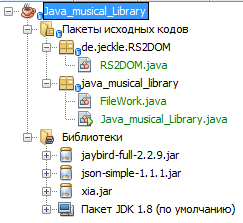 Java_musical_Library
Пакеты исходных кодов
de.jeckle.RS2DOM
RS2DOM.java
java_musical_library
FileWork.java
Java_musical_Library.java
Библиотеки
jaybird-full-2.2.9.jar
json-simple-1.1.1.jar
xia.jar
Пакет JDK 1.8 (по умолчанию)